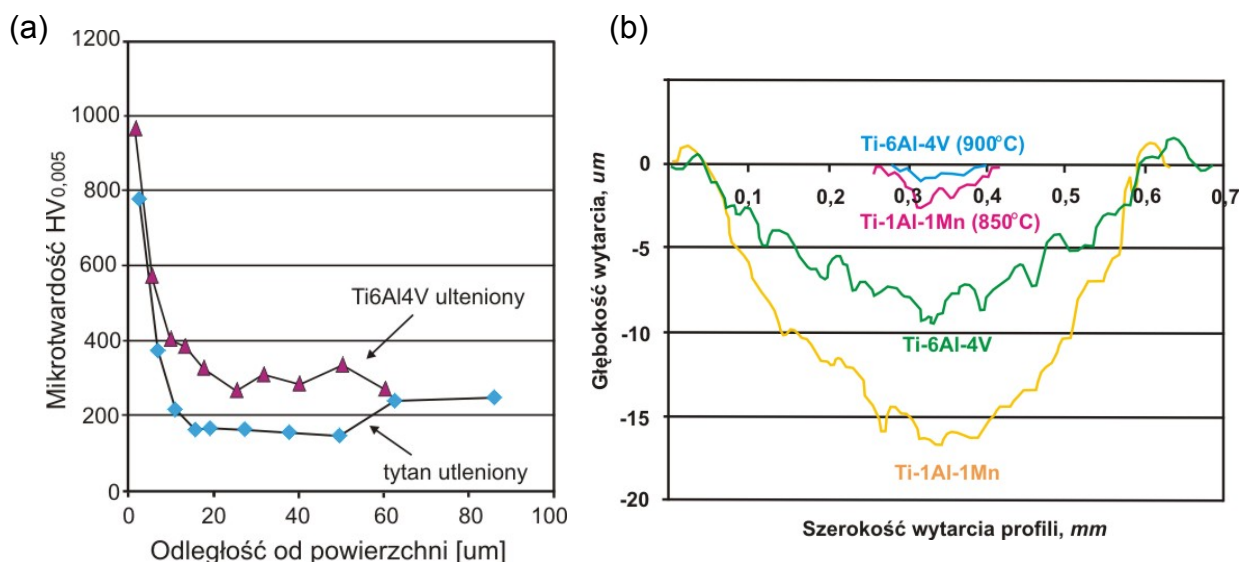 (a)
1200
1000
800
600
400
200
0
Mikrotwardość HV0,005
Ti6Al4V ulteniony
tytan utleniony
0 20 40 60 80 100
Odległość od powierzchni [um]
(b)
0
-5
-10
-15
-20
Głębokość wytarcia, um
Ti-6Al-4V (900°C)
0,1 0,2 0,3 0,4 0,5 0,6 0,7
Ti-1Al-1Mn (850°C)
Ti-6Al-4V
Ti-1Al-1Mn
Szerokość wytarcia profili, mm